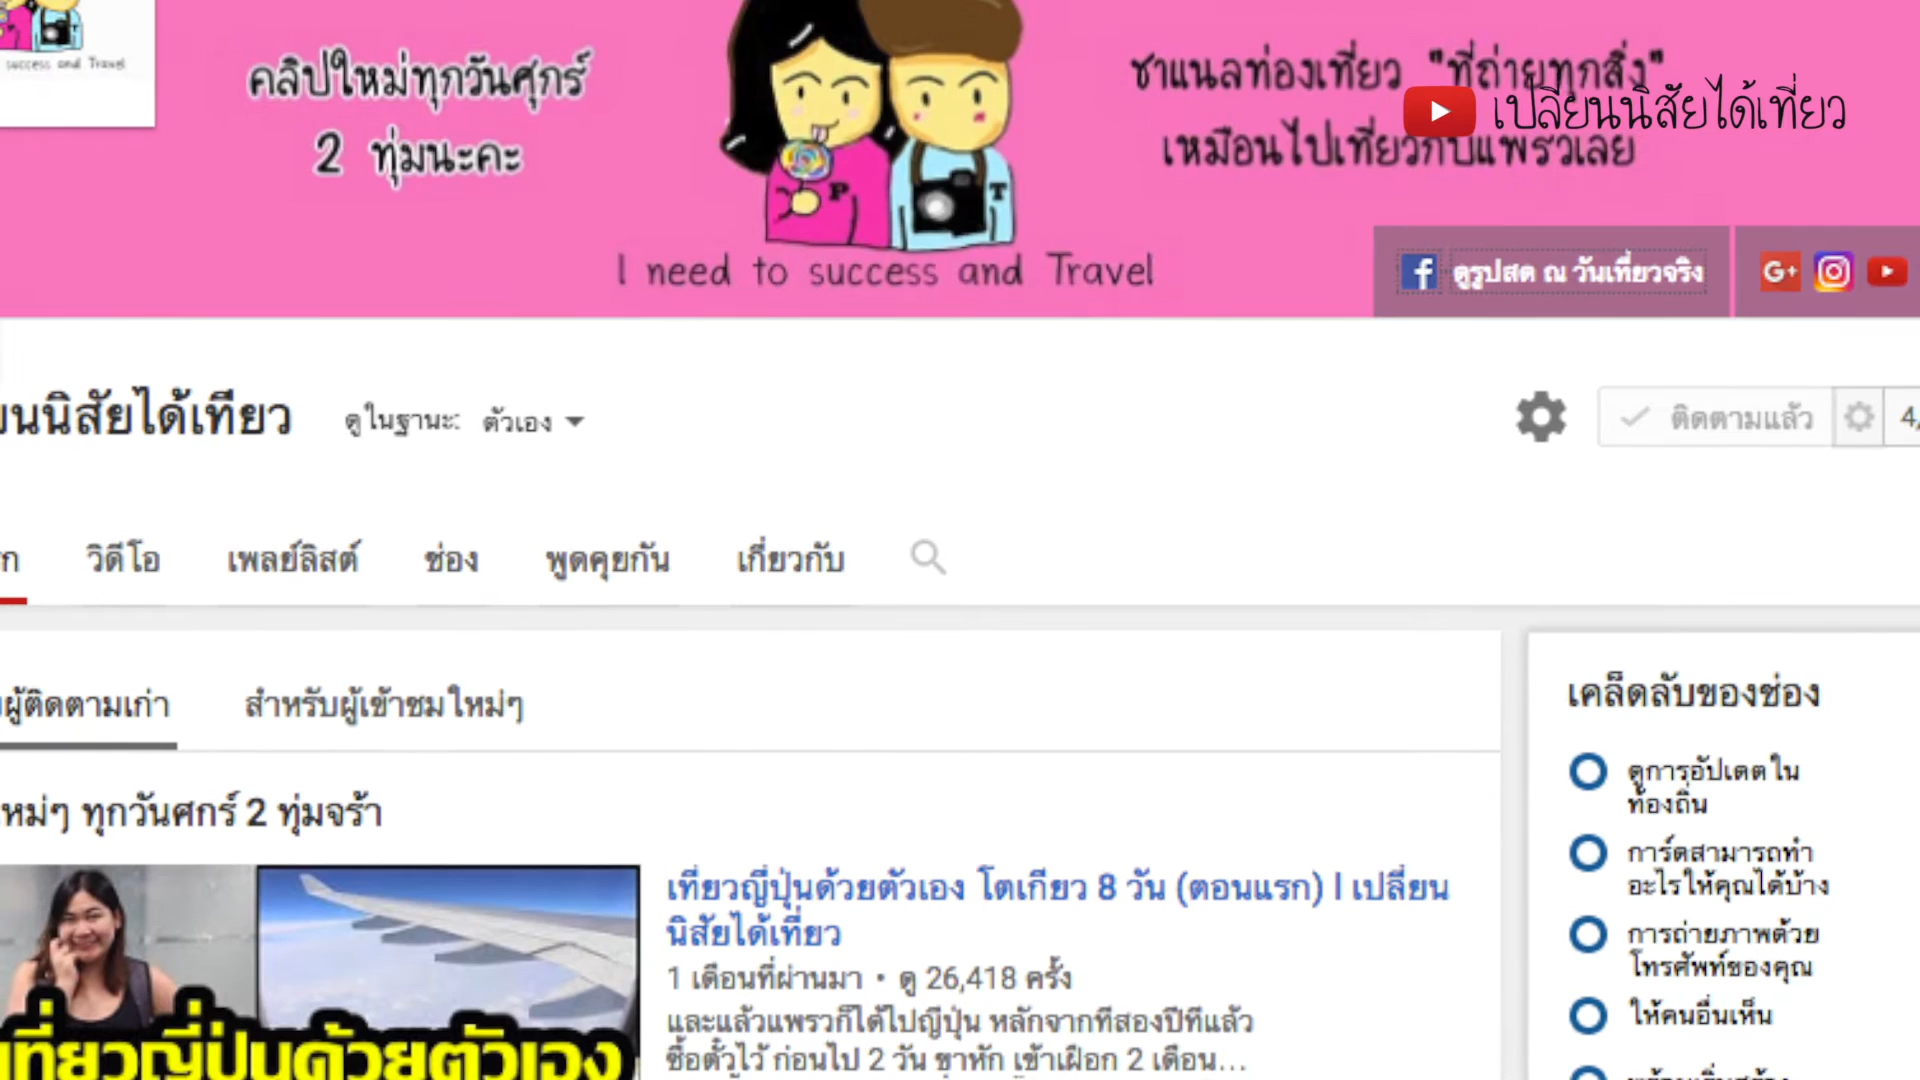 success and Travel
คลิปใหม่ทุกวันศุกร์
2 ทุ่มนะคะ
ชาแนลท่องเที่ยว "ที่ถ่ายทุกสิ่ง"
เหมือนไปเที่ยวกับแพรวเลย
เปลี่ยนนิสัยได้เที่ยว
P
T
I need to success and Travel
ดูรูปสด ณ วันเที่ยวจริง
G+
ยนนิสัยได้เที่ยว
ดูในฐานะ: ตัวเอง
ติดตามแล้ว
4,
ก วิดีโอ เพลย์ลิสต์ ช่อง พูดคุยกัน เกี่ยวกับ
ผู้ติดตามเก่า สำหรับผู้เข้าชมใหม่ๆ
หม่ๆ ทุกวันศุกร์ 2 ทุ่มจร้า
เที่ยวญี่ปุ่นด้วยตัวเอง
เที่ยวญี่ปุ่นด้วยตัวเอง โตเกียว 8 วัน (ตอนแรก) l เปลี่ยน
นิสัยได้เที่ยว
1 เดือนที่ผ่านมา • ดู 26,418 ครั้ง
และแล้วแพรวก็ได้ไปญี่ปุ่น หลักจากที่สองปีที่แล้ว
ซื้อตั๋วไว้ ก่อนไป 2 วัน ขาหัก เข้าเฝือก 2 เดือน...
เคล็ดลับของช่อง
ดูการอัปเดตใน
ท้องถิ่น
การ์ดสามารถทำ
อะไรให้คุณได้บ้าง
การถ่ายภาพด้วย
โทรศัพท์ของคุณ
ให้คนอื่นเห็น